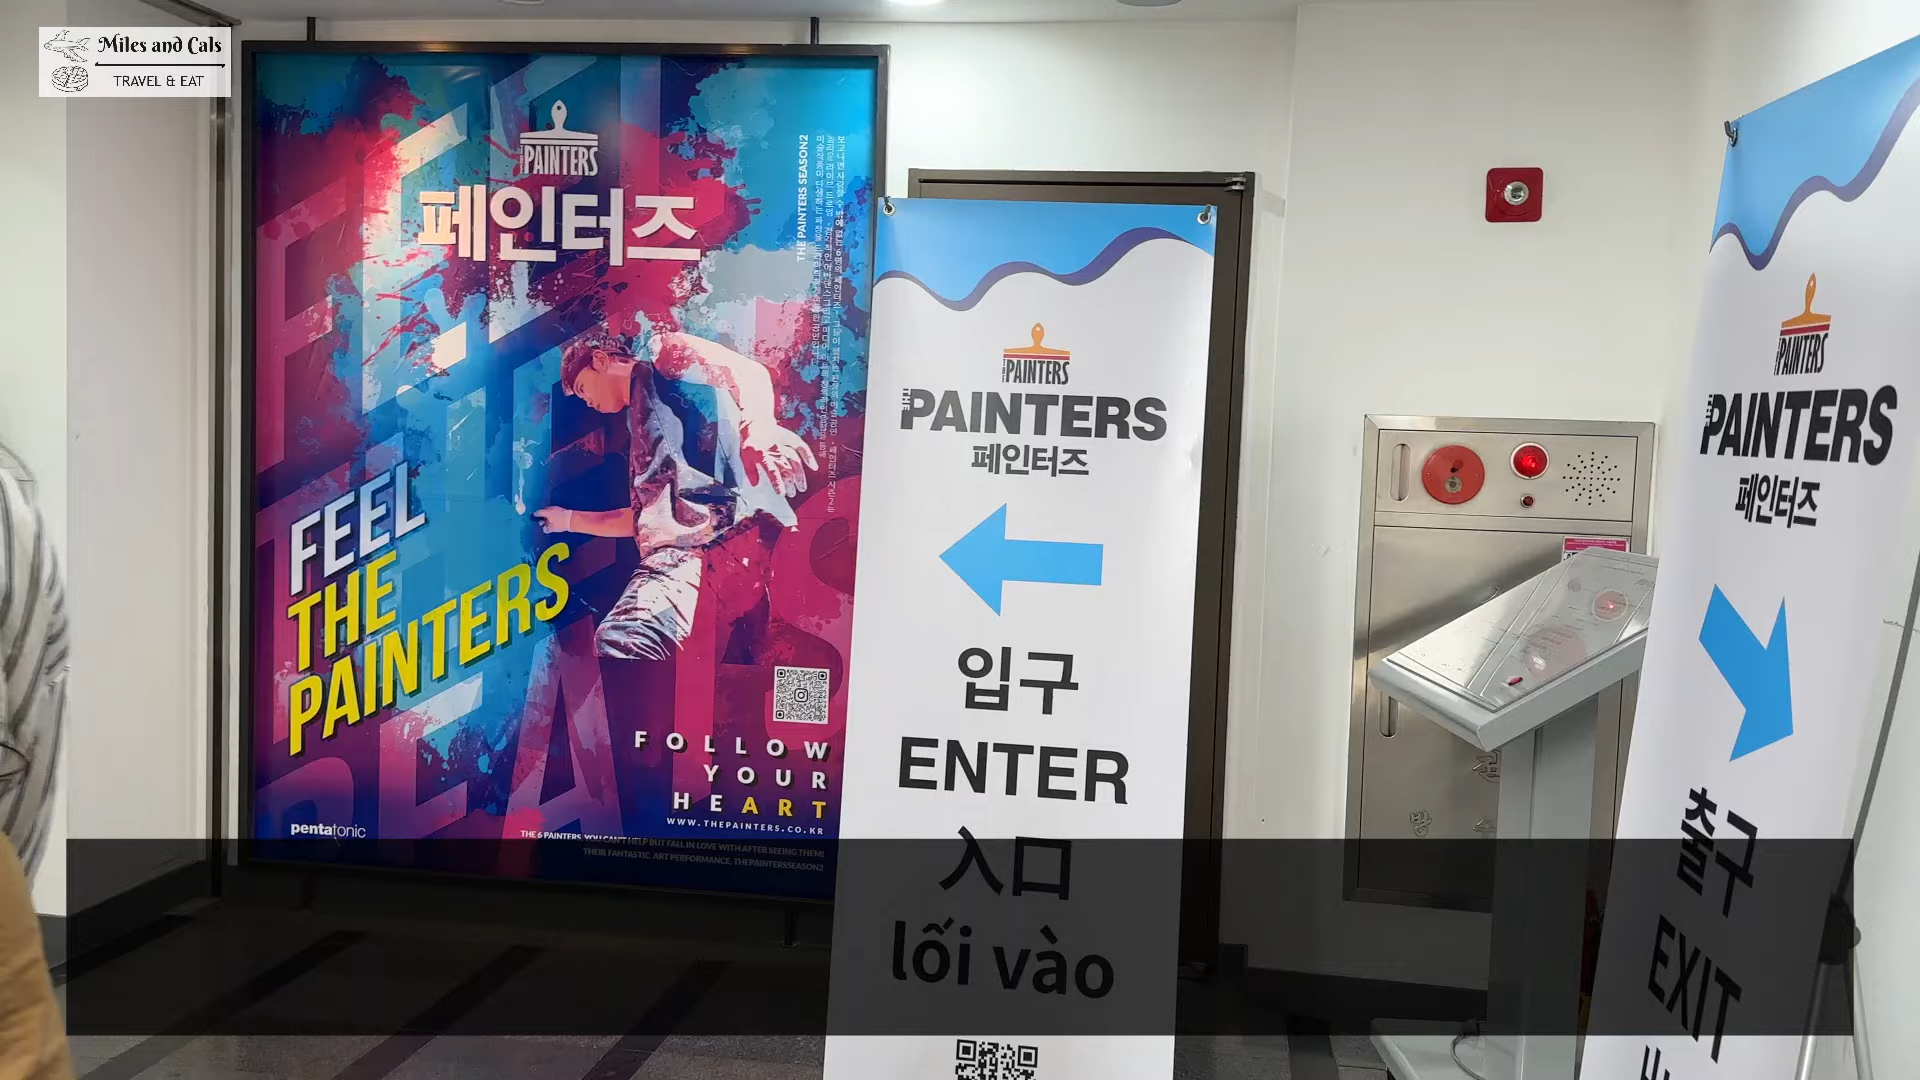 Miles and Cals
TRAVEL & EAT
THE PAINTERS
페인터즈
THE PAINTERS SEASON2
FEEL
THE
PAINTERS
FOLLOW
YOUR
HEART
WWW.THEPAINTERS.CO.KR
pentatonic
THE 6 PAINTERS, YOU CAN'T HELP BUT FALL IN LOVE WITH AFTER SEEING THEM!
THEIR FANTASTIC ART PERFORMANCE, THEPAINTERSSEASON2
THE PAINTERS
THE PAINTERS
페인터즈
입구
ENTER
入口
lối vào
THE PAINTERS
THE PAINTERS
페인터즈
출구
EXIT